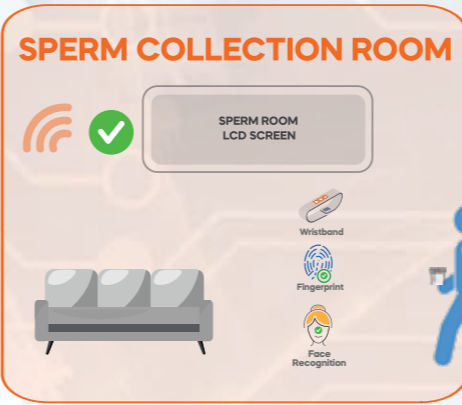 SPERM COLLECTION ROOM
SPERM ROOM
LCD SCREEN
Wristband
Fingerprint
Face
Recognition